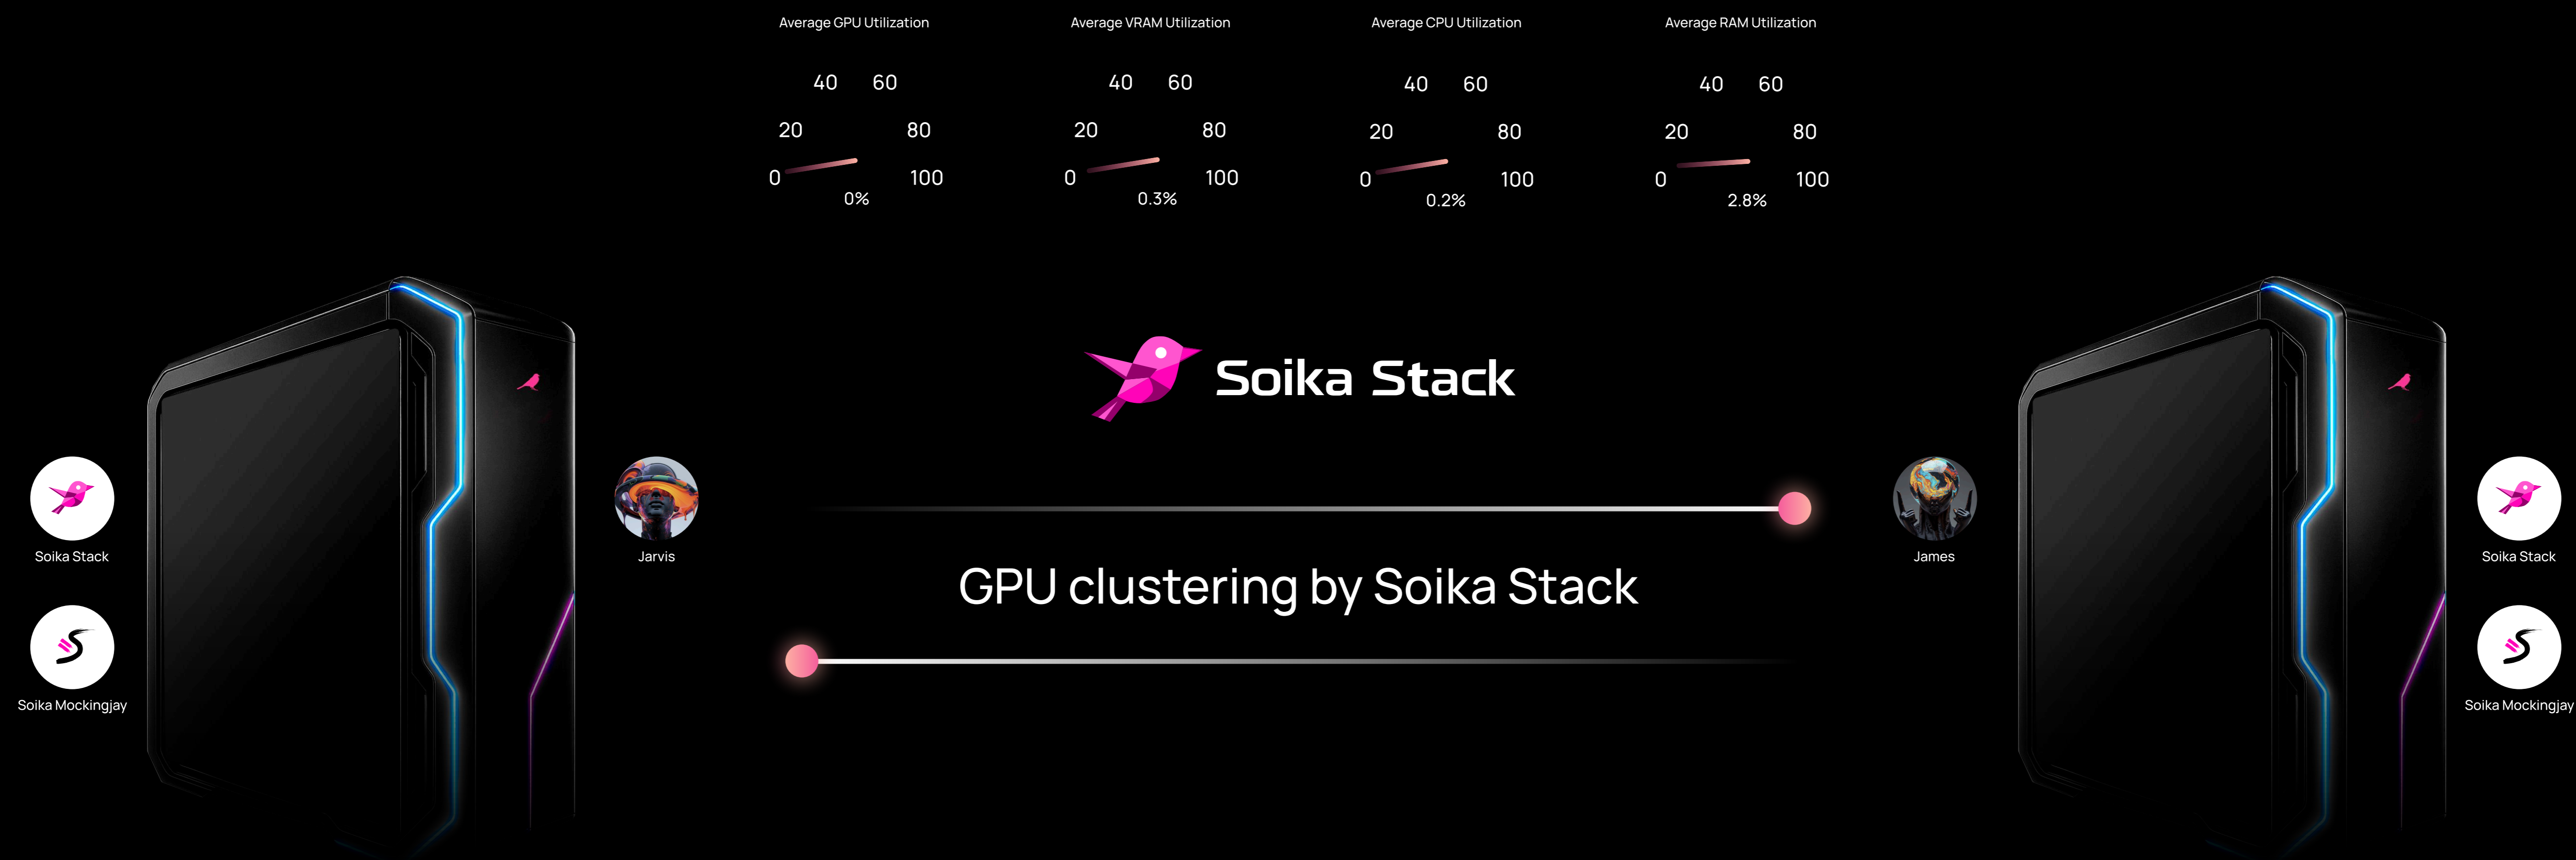 Average GPU Utilization
Average VRAM Utilization
Average CPU Utilization
Average RAM Utilization
40 60
20 80
0 100
0%
40 60
20 80
0 100
0.3%
40 60
20 80
0 100
0.2%
40 60
20 80
0 100
2.8%
Soika Stack
Soika Stack
Soika Mockingjay
Jarvis
GPU clustering by Soika Stack
James
Soika Stack
Soika Mockingjay